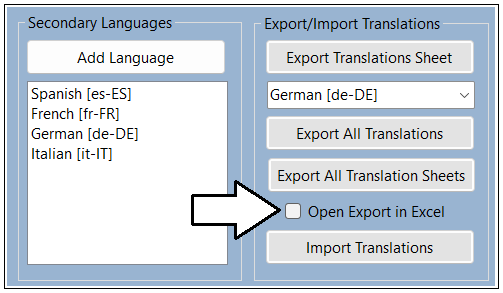 Secondary Languages
Add Language
Spanish [es-ES]
French [fr-FR]
German [de-DE]
Italian [it-IT]
Export/Import Translations
Export Translations Sheet
German [de-DE]
Export All Translations
Export All Translation Sheets
Open Export in Excel
Import Translations